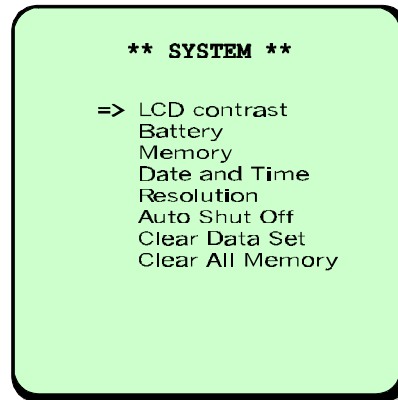 ** SYSTEM **
=> LCD contrast
Battery
Memory
Date and Time
Resolution
Auto Shut Off
Clear Data Set
Clear All Memory